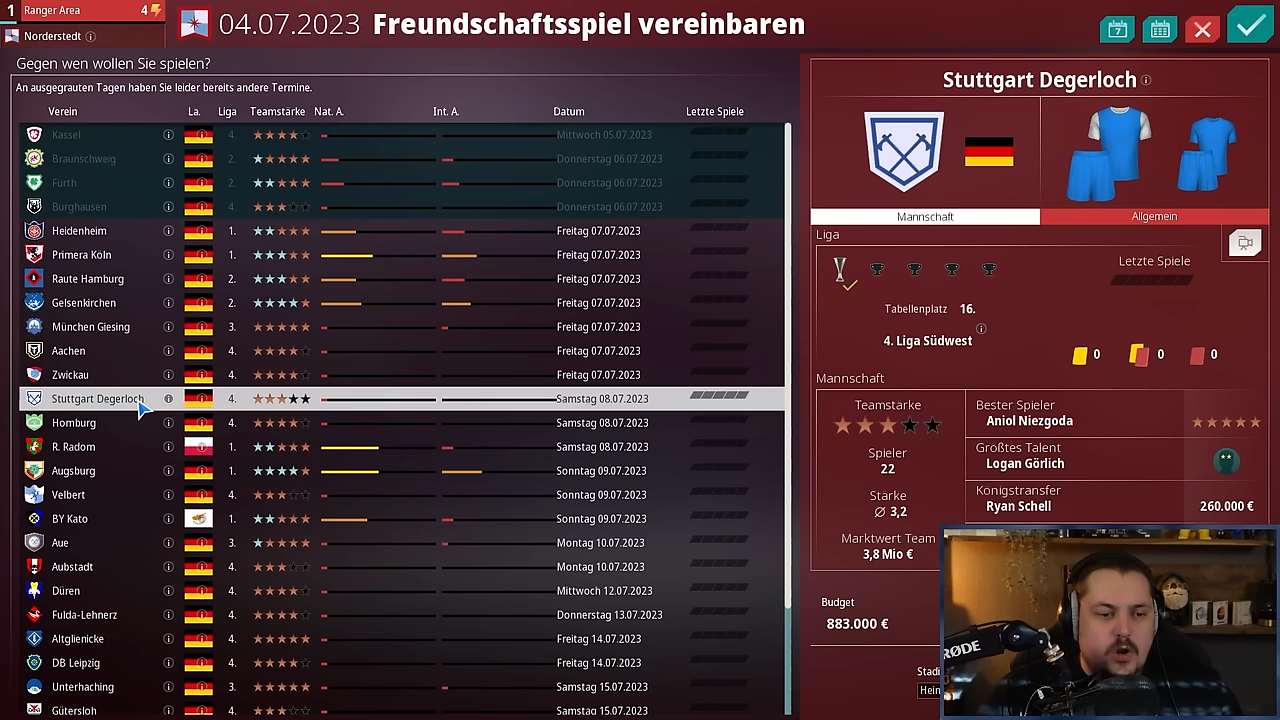 1 Ranger Area 4
Norderstedt
04.07.2023 Freundschaftsspiel vereinbaren
7
Gegen wen wollen Sie spielen?
An ausgegrauten Tagen haben Sie leider bereits andere Termine.
Verein La. Liga Teamstärke Nat. A. Int. A. Datum Letzte Spiele
Kassel 4. Mittwoch 05.07.2023
Braunschweig 2. Donnerstag 06.07.2023
Fürth 2. Donnerstag 06.07.2023
Burghausen 4. Donnerstag 06.07.2023
Heidenheim 1. Freitag 07.07.2023
Primera Köln 1. Freitag 07.07.2023
Raute Hamburg 2. Freitag 07.07.2023
Gelsenkirchen 2. Freitag 07.07.2023
München Giesing 3. Freitag 07.07.2023
Aachen 4. Freitag 07.07.2023
Zwickau 4. Freitag 07.07.2023
Stuttgart Degerloch 4. Samstag 08.07.2023
Homburg 4. Samstag 08.07.2023
R. Radom 1. Samstag 08.07.2023
Augsburg 1. Sonntag 09.07.2023
Velbert 4. Sonntag 09.07.2023
BY Kato 1. Sonntag 09.07.2023
Aue 3. Montag 10.07.2023
Aubstadt 4. Montag 10.07.2023
Düren 4. Mittwoch 12.07.2023
Fulda-Lehnerz 4. Donnerstag 13.07.2023
Altglienicke 4. Freitag 14.07.2023
DB Leipzig 4. Freitag 14.07.2023
Unterhaching 3. Samstag 15.07.2023
Gütersloh 4. Samstag 15.07.2023
Stuttgart Degerloch
Mannschaft Allgemein
Liga
Letzte Spiele
Tabellenplatz 16.
4. Liga Südwest
0 0 0
Mannschaft
Teamstärke
Spieler
22
Stärke
Ø 3,2
Marktwert Team
3,8 Mio €
Bester Spieler
Aniol Niezgoda
Größtes Talent
Logan Görlich
Königstransfer
Ryan Schell 260.000 €
Budget
883.000 €
Stadi
Hein
RØDE